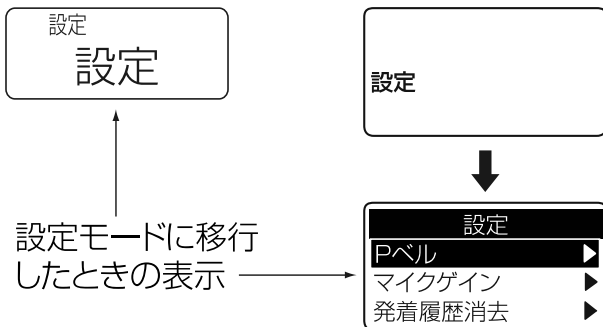 設定
設定
設定
設定モードに移行
したときの表示
設定
Pベル
マイクゲイン
発着履歴消去